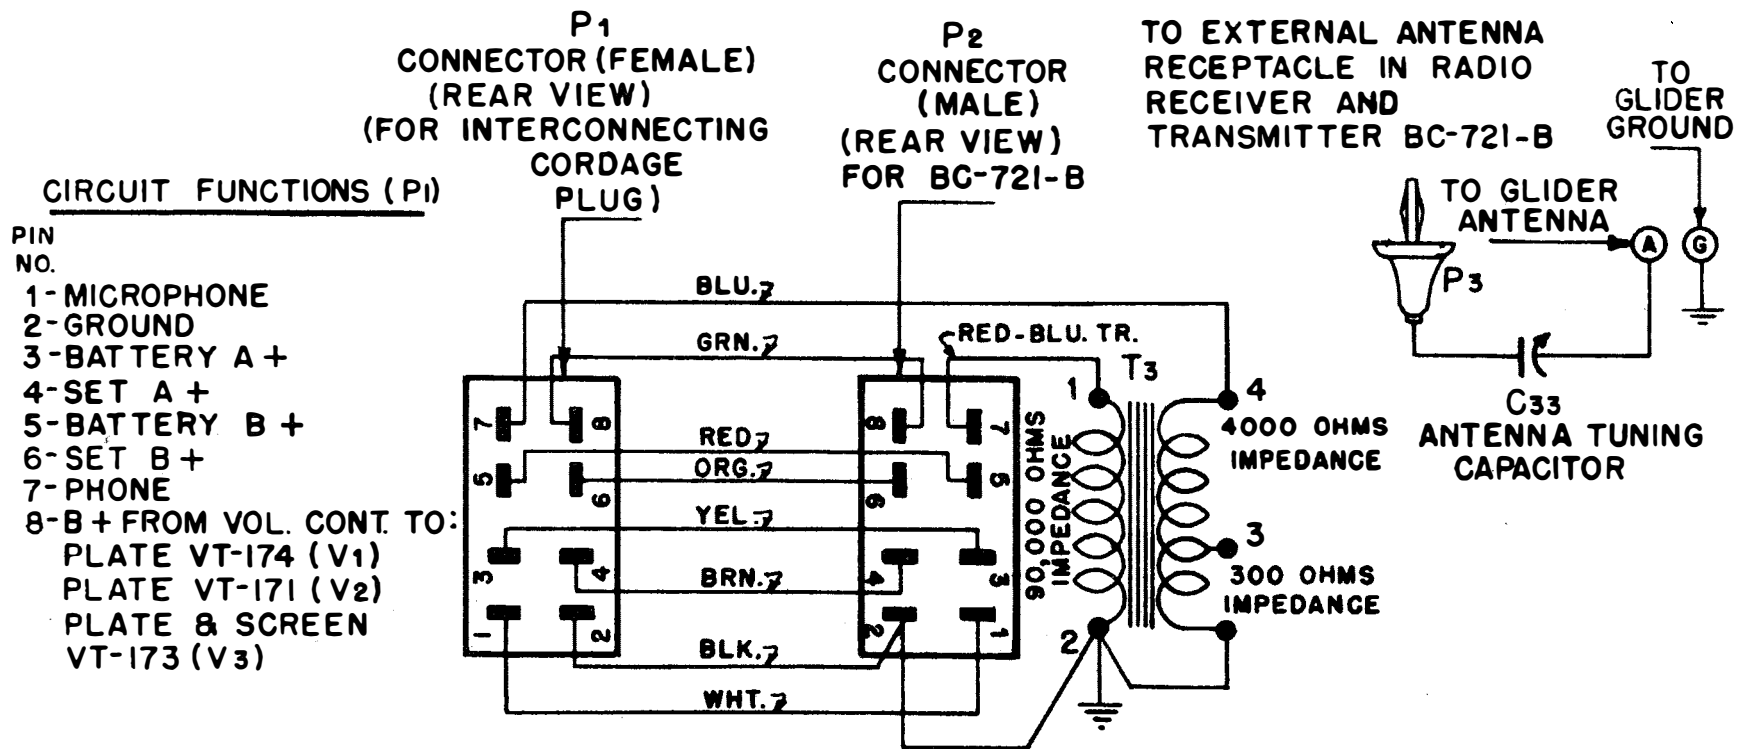 P1
CONNECTOR (FEMALE)
(REAR VIEW)
(FOR INTERCONNECTING
CORDAGE
PLUG)
P2
CONNECTOR
(MALE)
(REAR VIEW)
FOR BC-721-B
TO EXTERNAL ANTENNA
RECEPTACLE IN RADIO
RECEIVER AND
TRANSMITTER BC-721-B
TO
GLIDER
GROUND
TO GLIDER
ANTENNA
A
G
P3
C33
ANTENNA TUNING
CAPACITOR
CIRCUIT FUNCTIONS (P1)
PIN
NO.
1-MICROPHONE
2-GROUND
3-BATTERY A+
4-SET A+
5-BATTERY B+
6-SET B+
7-PHONE
8-B+ FROM VOL. CONT. TO:
PLATE VT-174 (V1)
PLATE VT-171 (V2)
PLATE & SCREEN
VT-173 (V3)
BLU.
GRN.
RED
ORG.
YEL.
BRN.
BLK.
WHT.
RED-BLU. TR.
7
8
5
6
3
4
1
2
8
7
6
5
4
3
2
1
90,000 OHMS
IMPEDANCE
T3
1
2
4
4000 OHMS
IMPEDANCE
3
300 OHMS
IMPEDANCE